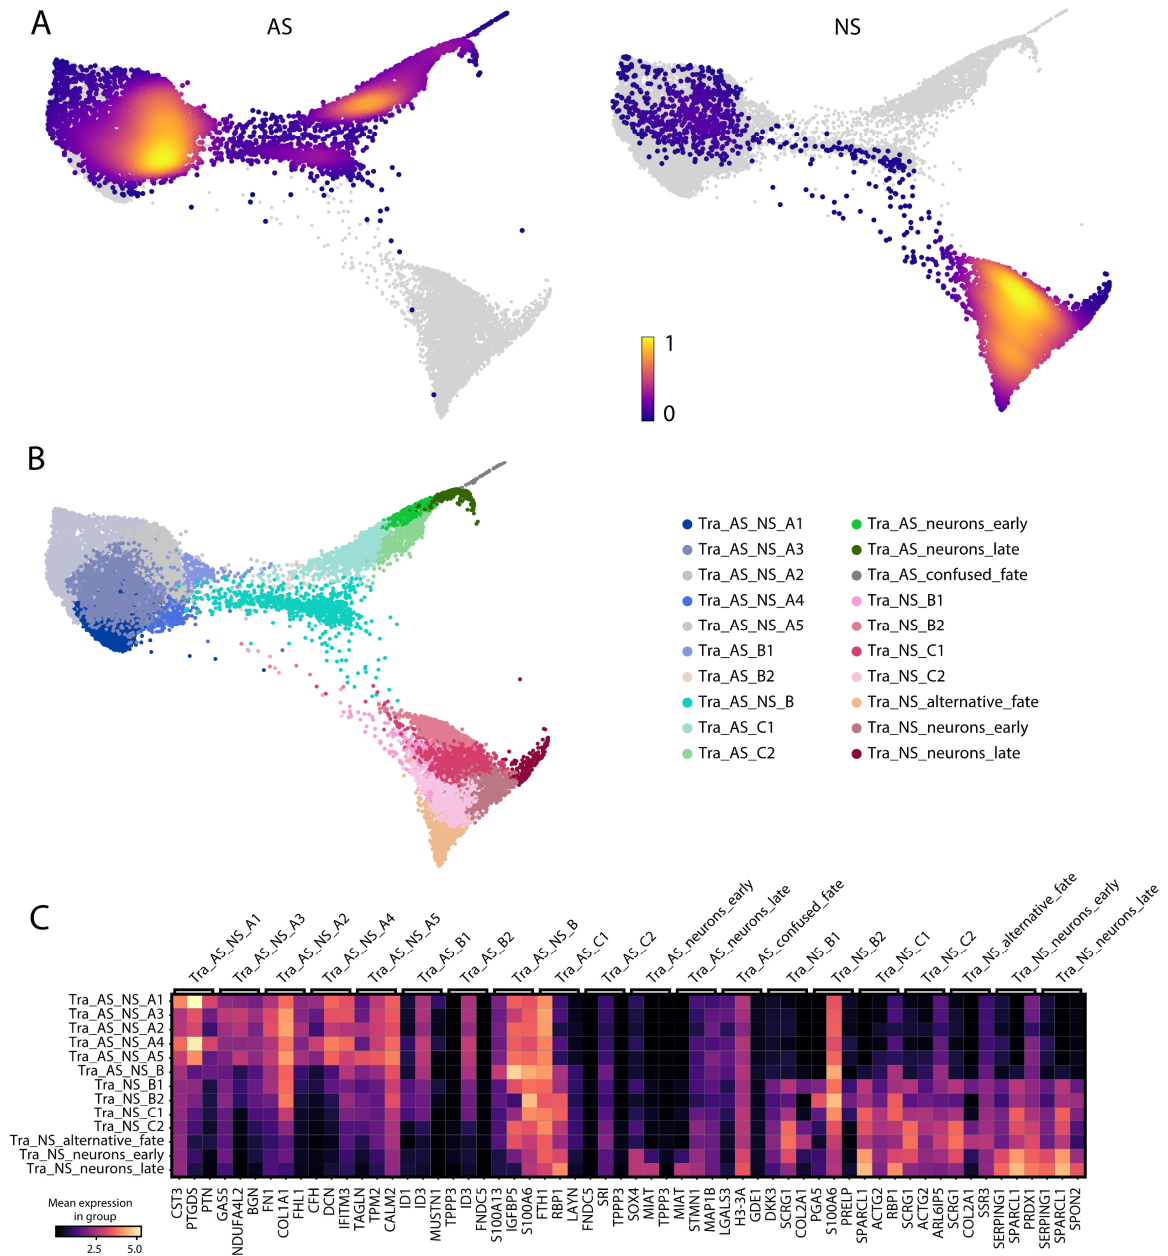 A
AS
NS
1
0
B
Tra_AS_NS_A1
Tra_AS_NS_A3
Tra_AS_NS_A2
Tra_AS_NS_A4
Tra_AS_NS_A5
Tra_AS_B1
Tra_AS_B2
Tra_AS_NS_B
Tra_AS_C1
Tra_AS_C2
Tra_AS_neurons_early
Tra_AS_neurons_late
Tra_AS_confused_fate
Tra_NS_B1
Tra_NS_B2
Tra_NS_C1
Tra_NS_C2
Tra_NS_alternative_fate
Tra_NS_neurons_early
Tra_NS_neurons_late
C
Tra_AS_NS_A1
Tra_AS_NS_A3
Tra_AS_NS_A2
Tra_AS_NS_A4
Tra_AS_NS_A5
Tra_AS_B1
Tra_AS_B2
Tra_AS_NS_B
Tra_AS_C1
Tra_AS_C2
Tra_AS_neurons_early
Tra_AS_neurons_late
Tra_AS_confused_fate
Tra_NS_B1
Tra_NS_B2
Tra_NS_C1
Tra_NS_C2
Tra_NS_alternative_fate
Tra_NS_neurons_early
Tra_NS_neurons_late
Tra_AS_NS_A1
Tra_AS_NS_A3
Tra_AS_NS_A2
Tra_AS_NS_A4
Tra_AS_NS_A5
Tra_AS_NS_B
Tra_NS_B1
Tra_NS_B2
Tra_NS_C1
Tra_NS_C2
Tra_NS_alternative_fate
Tra_NS_neurons_early
Tra_NS_neurons_late
CST3
PTGDS
PTN
GAS5
NDUFA4L2
BGN
FN1
COL1A1
FHL1
CFH
DCN
IFITM3
TAGLN
TPM2
CALM2
ID1
ID3
MUSTN1
TPPP3
ID3
FNDC5
S100A13
IGFBP5
S100A6
FTH1
RBP1
LAYN
FNDC5
SRI
TPPP3
SOX4
MIAT
TPPP3
MIAT
STMN1
MAP1B
LGALS3
H3-3A
GDE1
DKK3
SCRG1
COL2A1
PGA5
S100A6
PRELP
SPARCL1
ACTG2
RBP1
SCRG1
ACTG2
ARL6IP5
SCRG1
COL2A1
SSR3
SERPING1
SPARCL1
PRDX1
SERPING1
SPARCL1
SPON2
Mean expression
in group
2.5 5.0